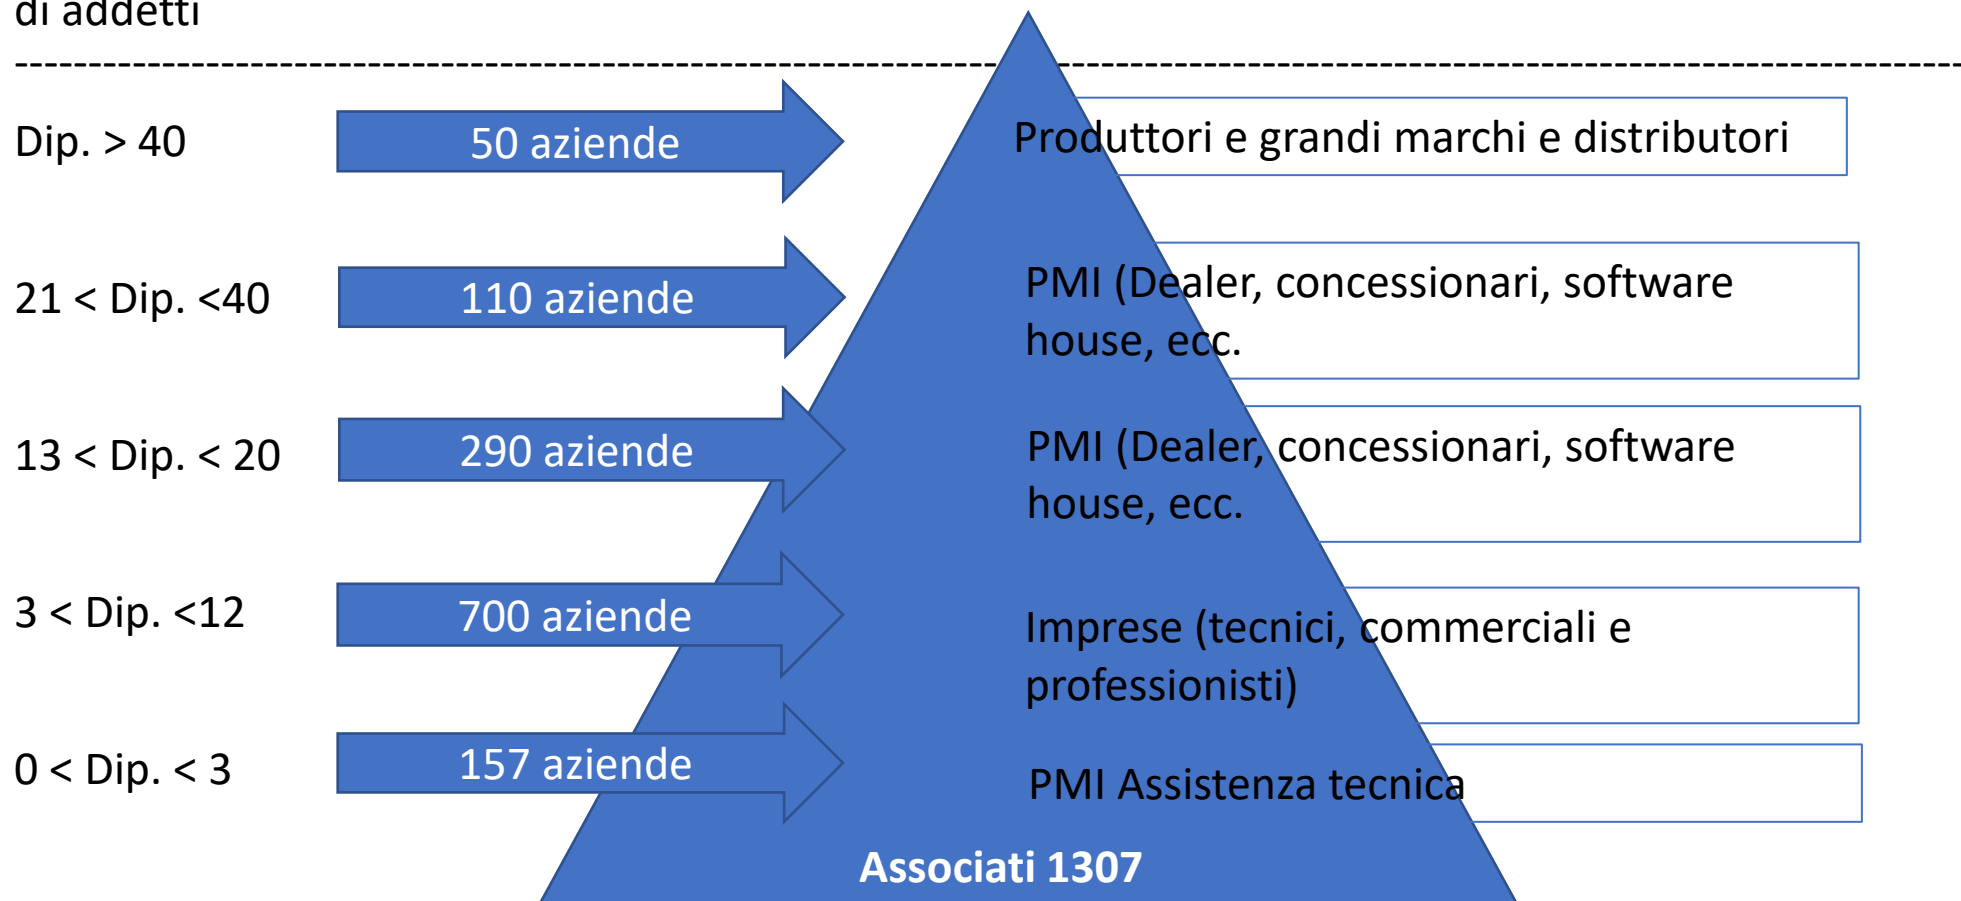 di addetti
--------------------------------------------------------------------------------
Dip. > 40
50 aziende
Produttori e grandi marchi e distributori
21 < Dip. <40
110 aziende
PMI (Dealer, concessionari, software
house, ecc.
13 < Dip. < 20
290 aziende
PMI (Dealer, concessionari, software
house, ecc.
3 < Dip. <12
700 aziende
Imprese (tecnici, commerciali e
professionisti)
0 < Dip. < 3
157 aziende
PMI Assistenza tecnica
Associati 1307